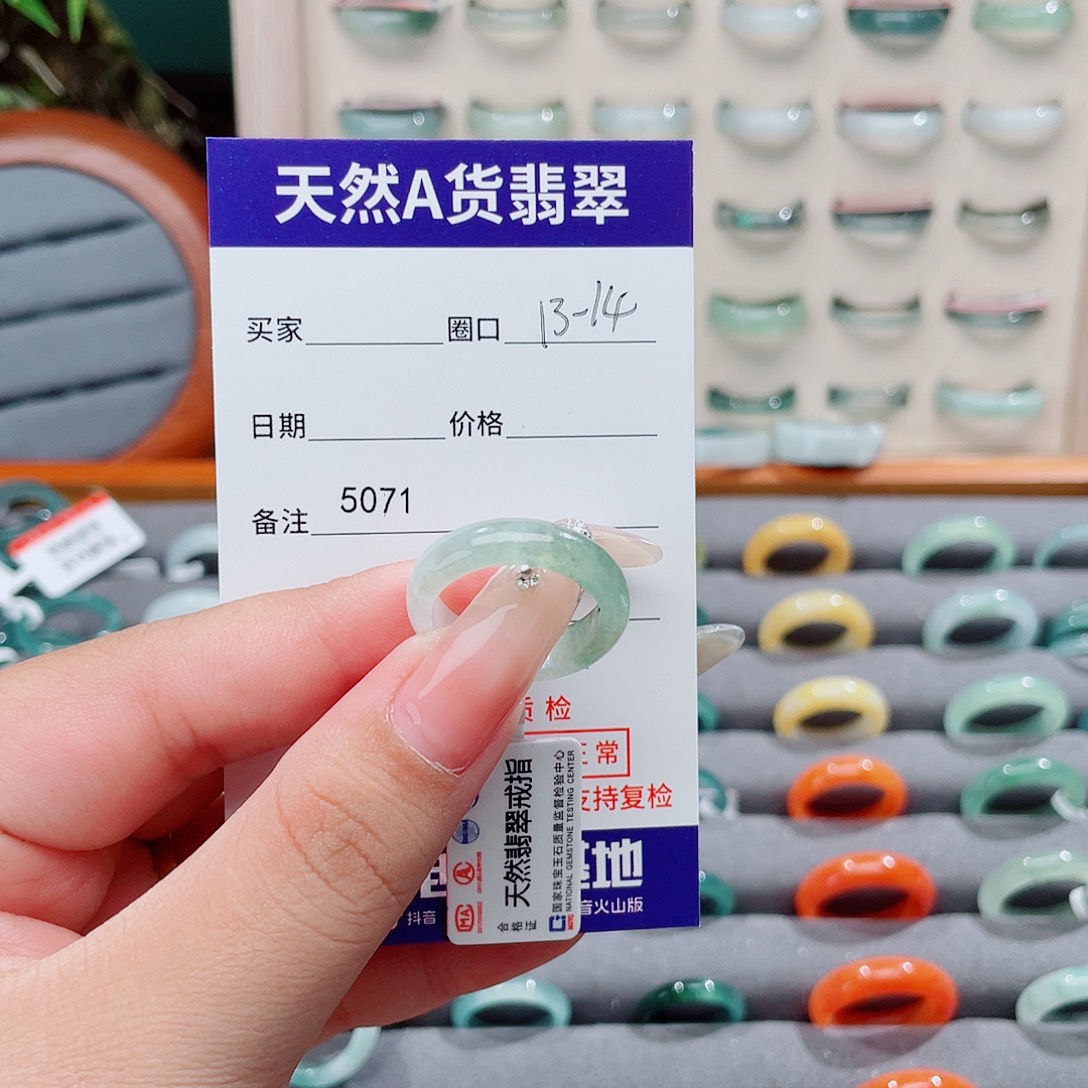 天然A货翡翠
买家 圈口 13-14
日期 价格
备注 5071
质检
正常
支持复检
基地
抖音 音火山版
天然翡翠戒指
合格证
国家珠宝玉石质量监督检验中心
NATIONAL GEMSTONE TESTING CENTER